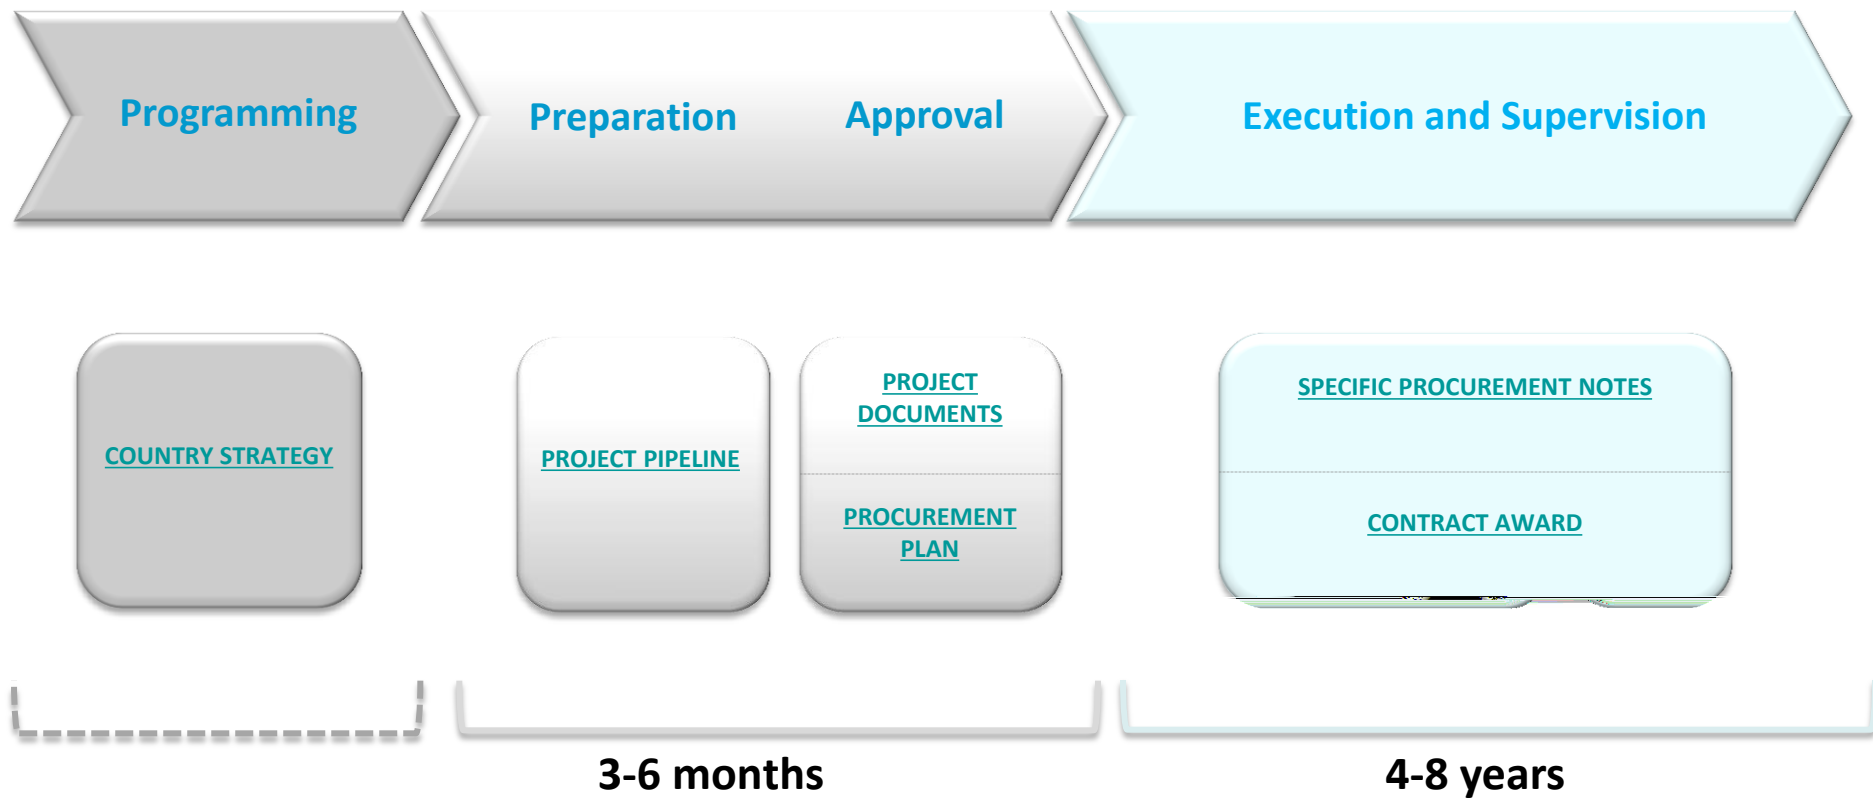 Programming
Preparation
Approval
Execution and Supervision
COUNTRY STRATEGY
PROJECT PIPELINE
PROJECT
DOCUMENTS
PROCUREMENT
PLAN
SPECIFIC PROCUREMENT NOTES
CONTRACT AWARD
3-6 months
4-8 years